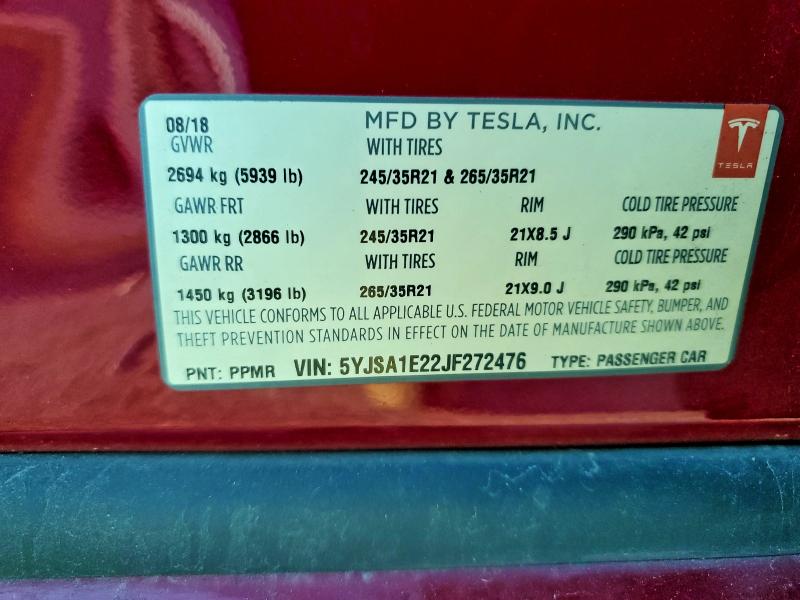 08/18 MFD BY TESLA, INC.
GVWR WITH TIRES
TESLA
2694 kg (5939 lb) 245/35R21 & 265/35R21
GAWR FRT WITH TIRES RIM COLD TIRE PRESSURE
1300 kg (2866 lb) 245/35R21 21X8.5 J 290 kPa, 42 psi
GAWR RR WITH TIRES RIM COLD TIRE PRESSURE
1450 kg (3196 lb) 265/35R21 21X9.0 J 290 kPa, 42 psi
THIS VEHICLE CONFORMS TO ALL APPLICABLE U.S. FEDERAL MOTOR VEHICLE SAFETY, BUMPER, AND
THEFT PREVENTION STANDARDS IN EFFECT ON THE DATE OF MANUFACTURE SHOWN ABOVE.
PNT: PPMR VIN: 5YJSA1E22JF272476 TYPE: PASSENGER CAR